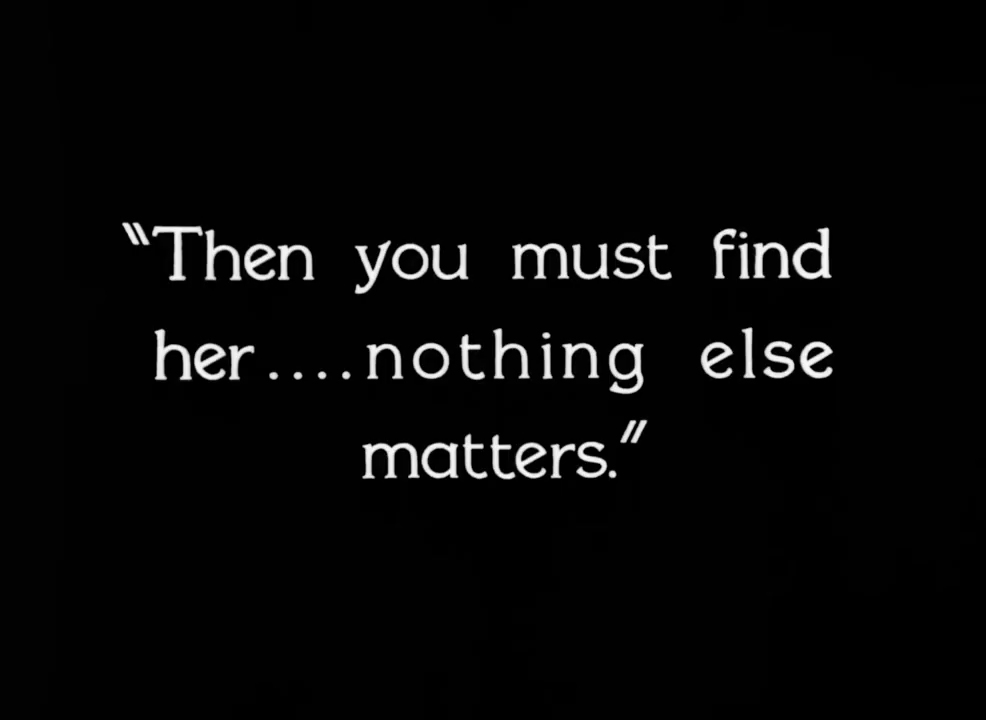 "Then you must find
her....nothing else
matters."